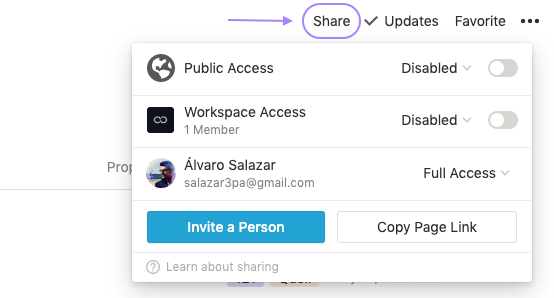 Share Updates Favorite •••
Public Access Disabled
Workspace Access
1 Member
Disabled
Álvaro Salazar
salazar3pa@gmail.com
Full Access
Invite a Person Copy Page Link
Learn about sharing